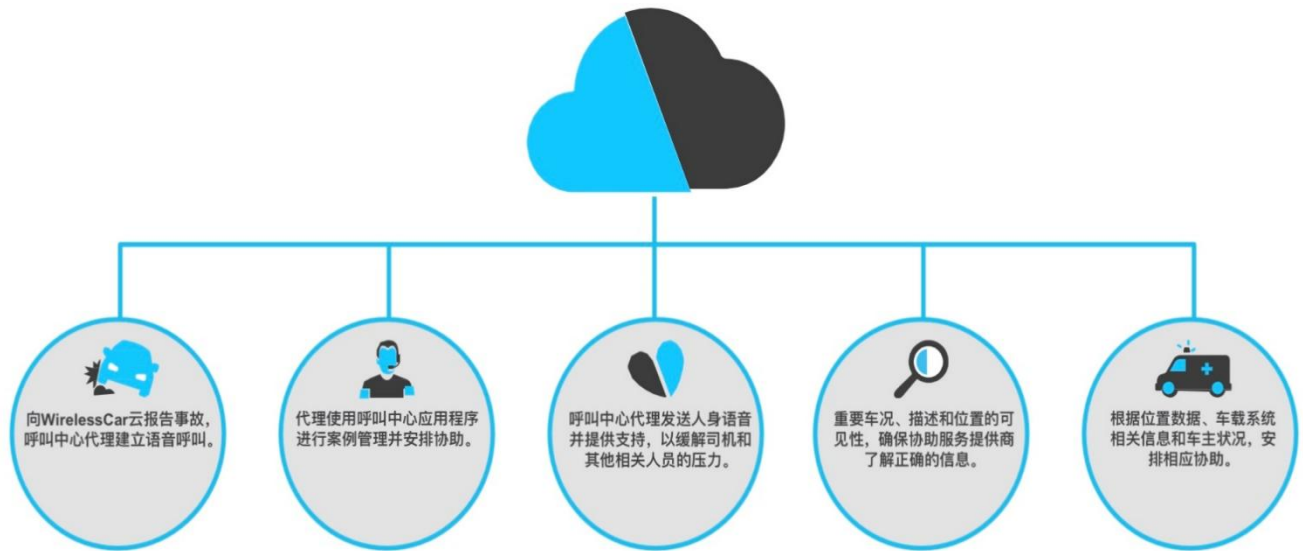 向WirelessCar云报告事故，
呼叫中心代理建立语音呼叫。
代理使用呼叫中心应用程序
进行案例管理并安排协助。
呼叫中心代理发送人身语音
并提供支持，以缓解司机和
其他相关人员的压力。
重要车况、描述和位置的可
见性，确保协助服务提供商
了解正确的信息。
根据位置数据、车载系统
相关信息和车主状况，安
排相应协助。